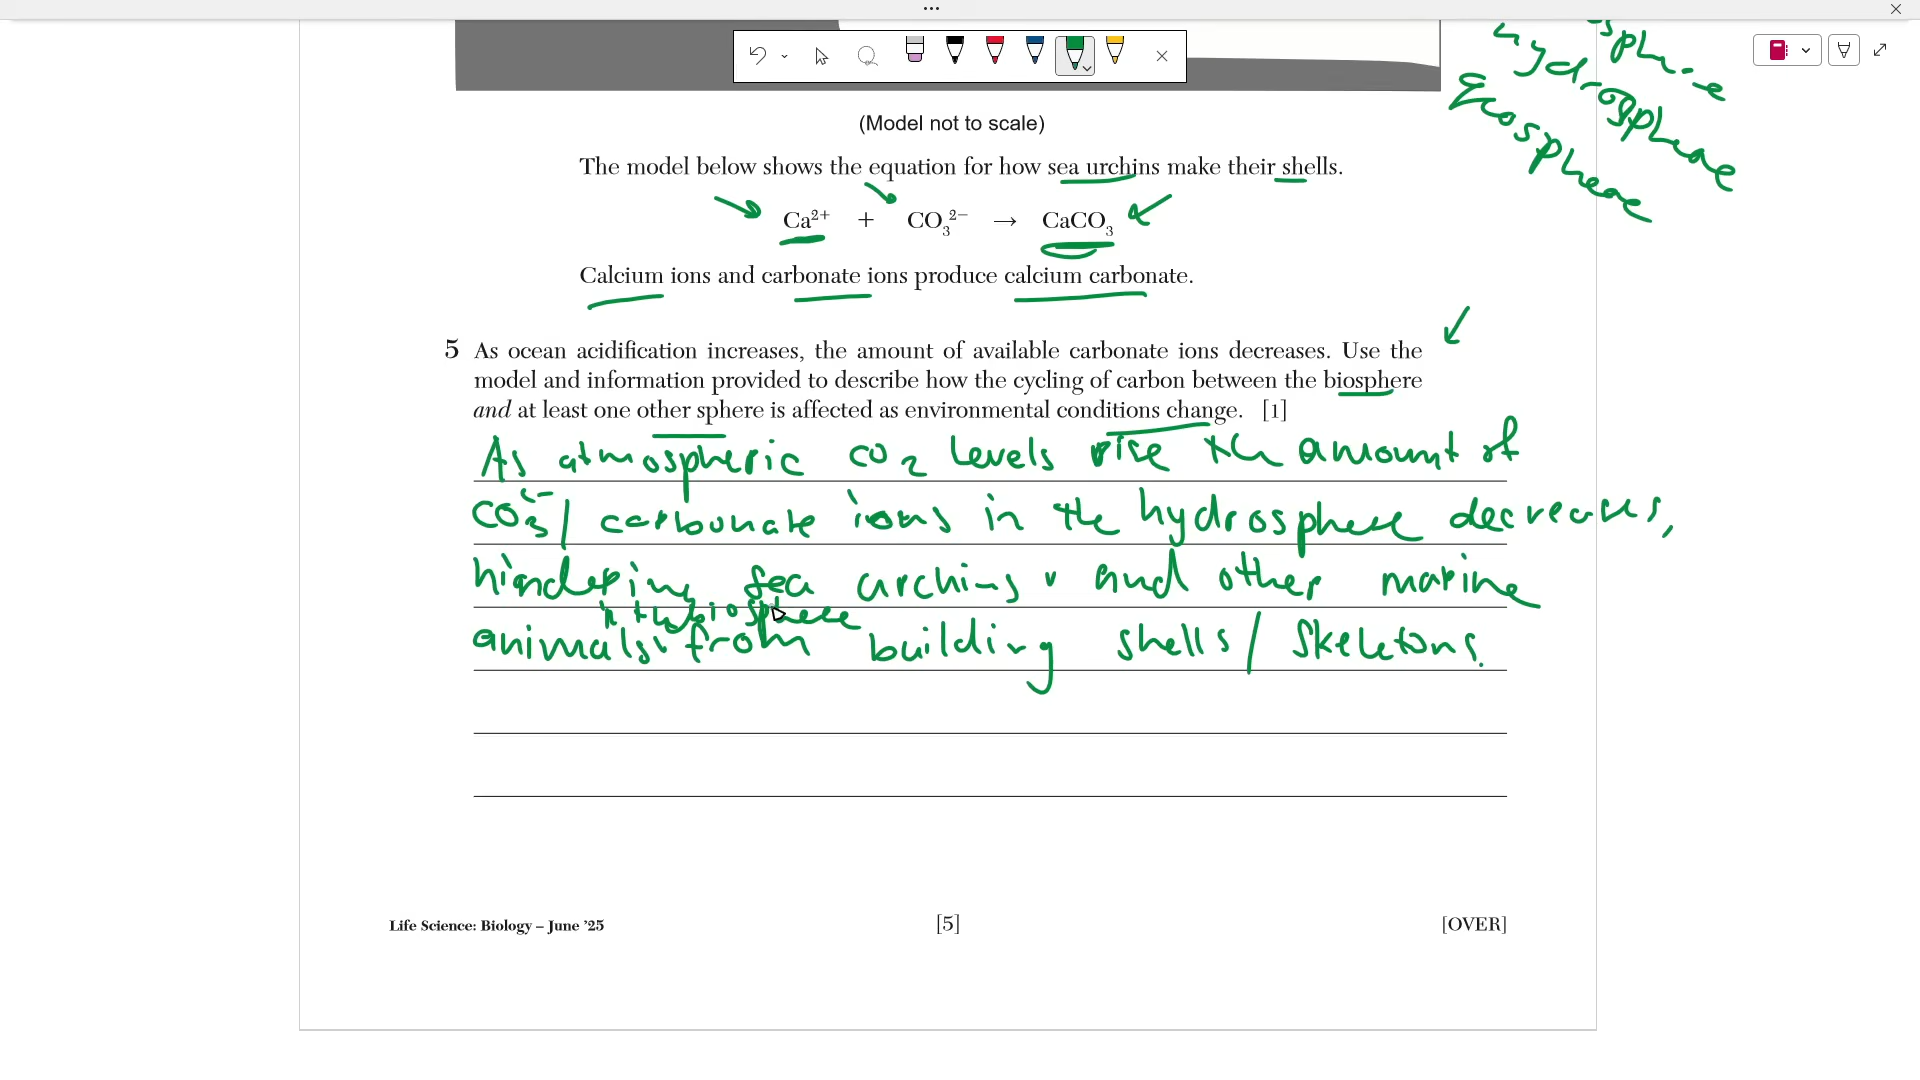 sphere
hydrosphere
geosphere
(Model not to scale)
The model below shows the equation for how sea urchins make their shells.
Ca²⁺ + CO₃²⁻ → CaCO₃
Calcium ions and carbonate ions produce calcium carbonate.
5 As ocean acidification increases, the amount of available carbonate ions decreases. Use the
model and information provided to describe how the cycling of carbon between the biosphere
and at least one other sphere is affected as environmental conditions change. [1]
As atmospheric CO₂ levels rise the amount of
CO₃²⁻/ carbonate ions in the hydrosphere decreases,
hindering sea urchins and other marine
in the biosphere
animals from building shells/ skeletons.
Life Science: Biology – June ’25 [5] [OVER]